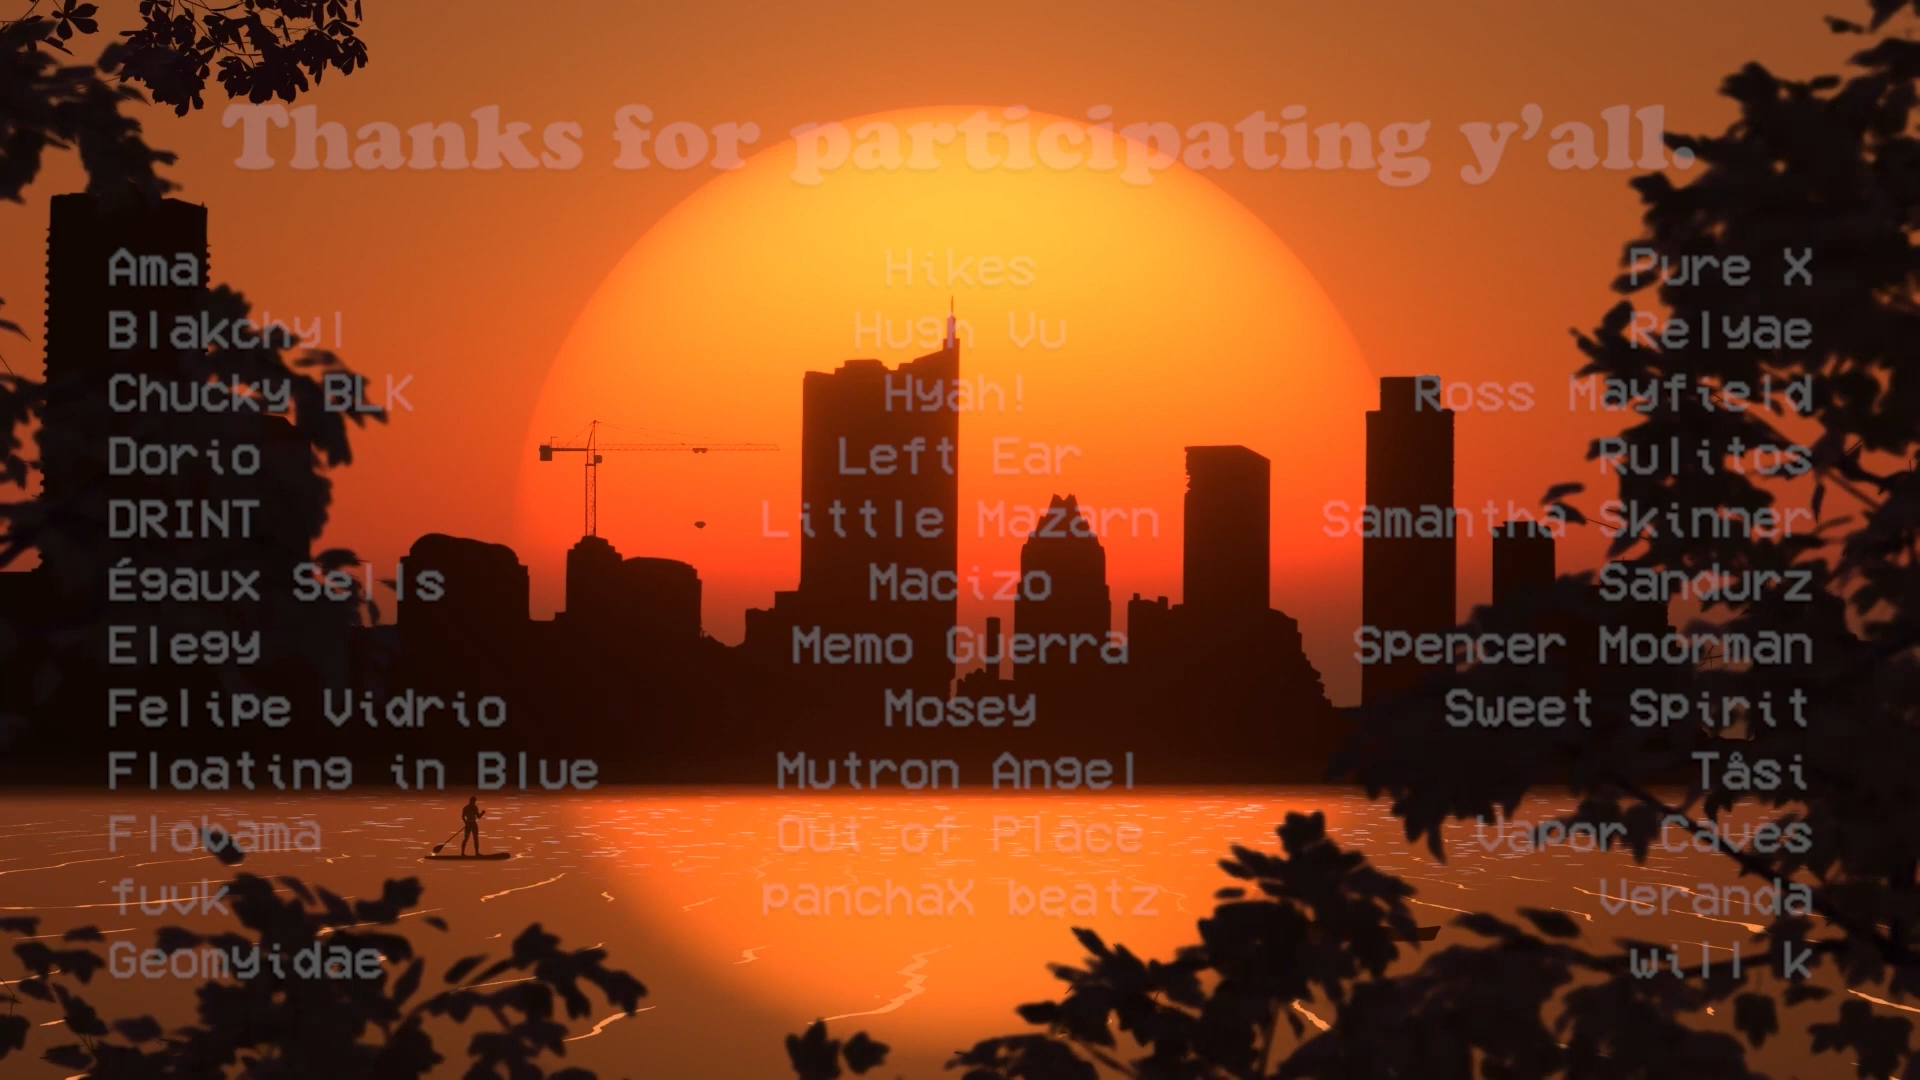 Thanks for participating y’all.
Ama
Blakchyl
Chucky BLK
Dorio
DRINT
Égaux Sells
Elegy
Felipe Vidrio
Floating in Blue
Flobama
fuvk
Geomyidae
Hikes
Hugh Vu
Hyah!
Left Ear
Little Mazarn
Macizo
Memo Guerra
Mosey
Mutron Angel
Out of Place
panchaX beatz
Pure X
Relyae
Ross Mayfield
Rulitos
Samantha Skinner
Sandurz
Spencer Moorman
Sweet Spirit
Tåsi
Vapor Caves
Veranda
will k